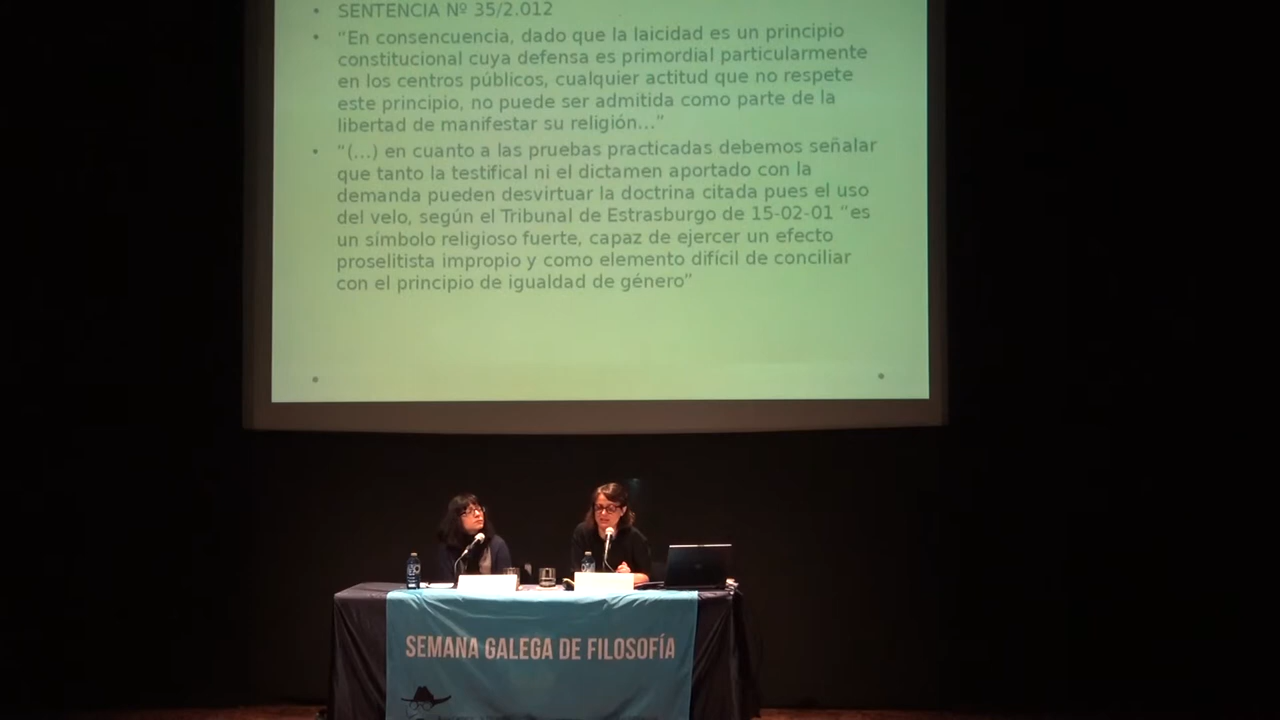 • SENTENCIA Nº 35/2.012
• “En consencuencia, dado que la laicidad es un principio
constitucional cuya defensa es primordial particularmente
en los centros públicos, cualquier actitud que no respete
este principio, no puede ser admitida como parte de la
libertad de manifestar su religión...”
• “(...) en cuanto a las pruebas practicadas debemos señalar
que tanto la testifical ni el dictamen aportado con la
demanda pueden desvirtuar la doctrina citada pues el uso
del velo, según el Tribunal de Estrasburgo de 15-02-01 “es
un símbolo religioso fuerte, capaz de ejercer un efecto
proselitista impropio y como elemento difícil de conciliar
con el principio de igualdad de género”
SEMANA GALEGA DE FILOSOFÍA